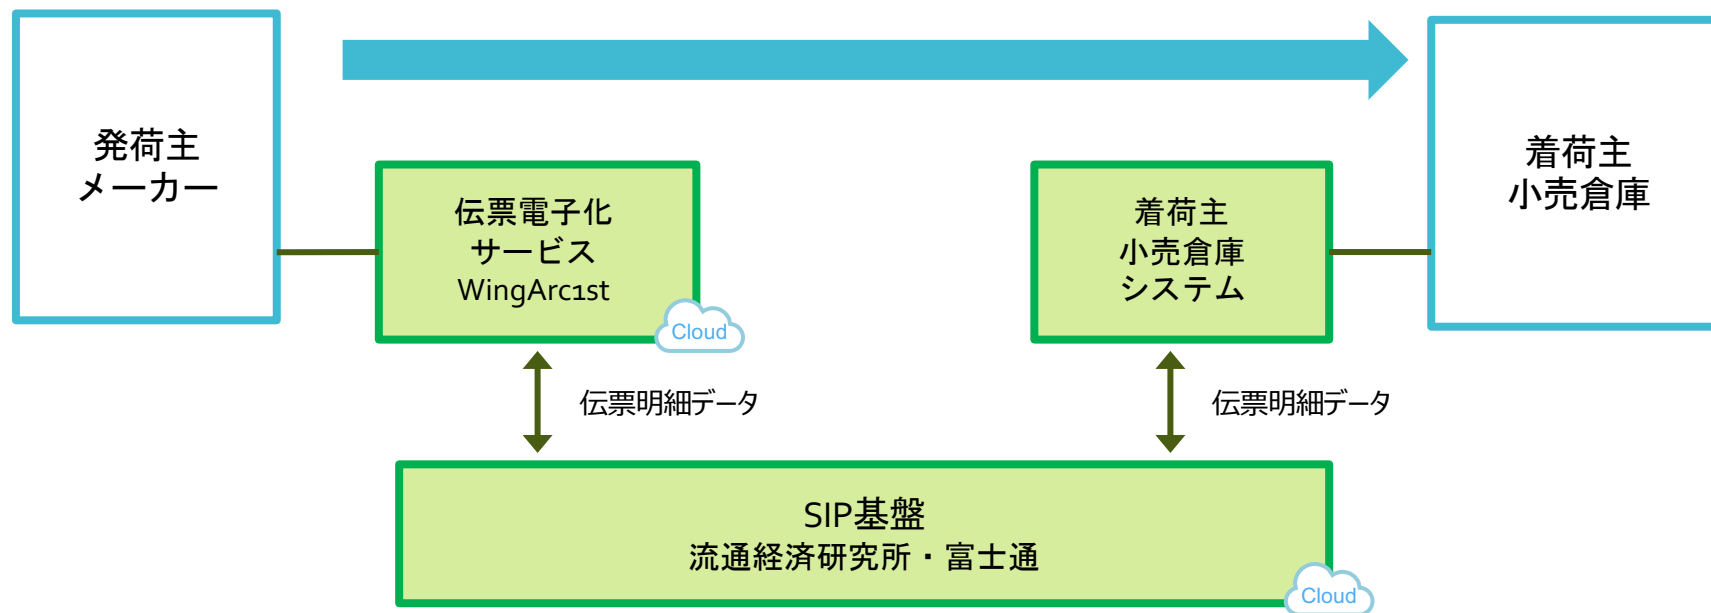 発荷主
メーカー
伝票電子化
サービス
WingArc1st
Cloud
着荷主
小売倉庫
システム
着荷主
小売倉庫
伝票明細データ
伝票明細データ
SIP基盤
流通経済研究所・富士通
Cloud